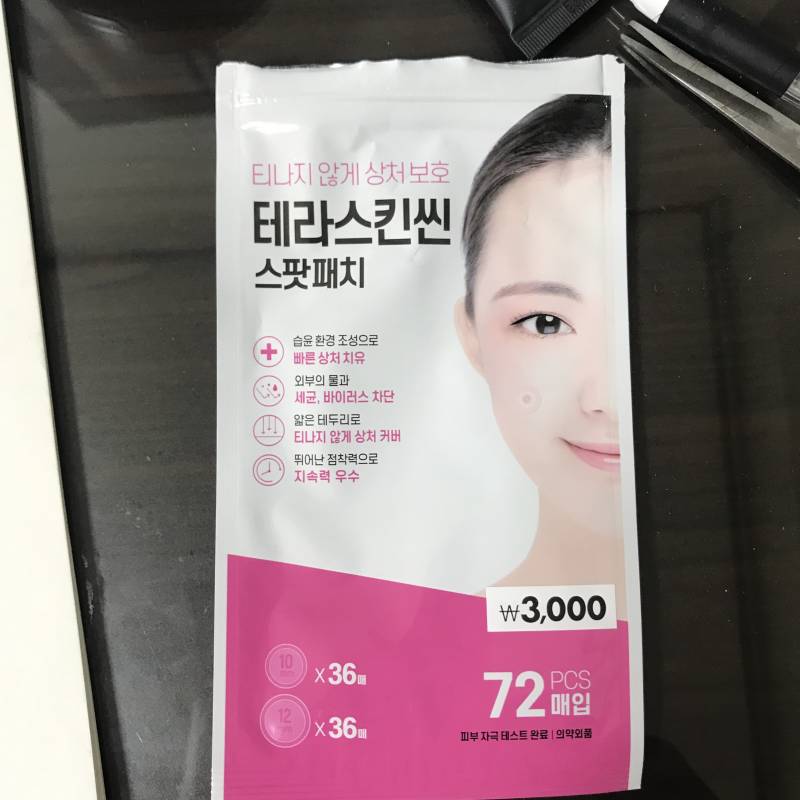 티나지 않게 상처 보호
테라스킨씬
스팟패치
습윤 환경 조성으로
빠른 상처 치유
외부의 물과
세균, 바이러스 차단
얇은 테두리로
티나지 않게 상처 커버
뛰어난 점착력으로
지속력 우수
₩3,000
10
mm
X 36매
12
mm
X 36매
72 PCS
매입
피부 자극 테스트 완료 | 의약외품